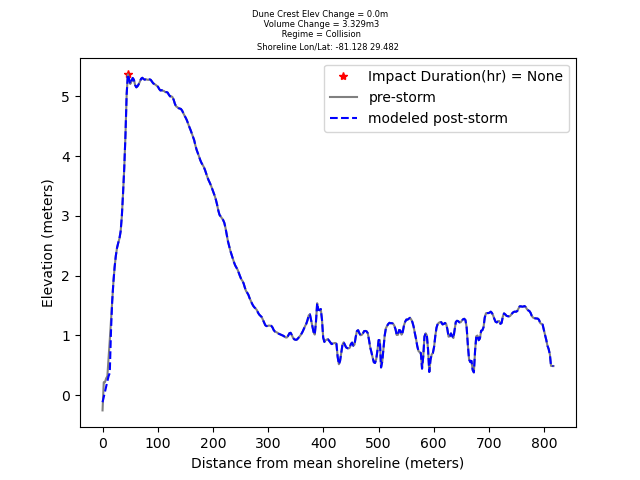 Dune Crest Elev Change = 0.0m
Volume Change = 3.329m3
Regime = Collision
Shoreline Lon/Lat: -81.128 29.482
Impact Duration(hr) = None
pre-storm
modeled post-storm
Elevation (meters)
5
4
3
2
1
0
0 100 200 300 400 500 600 700 800
Distance from mean shoreline (meters)